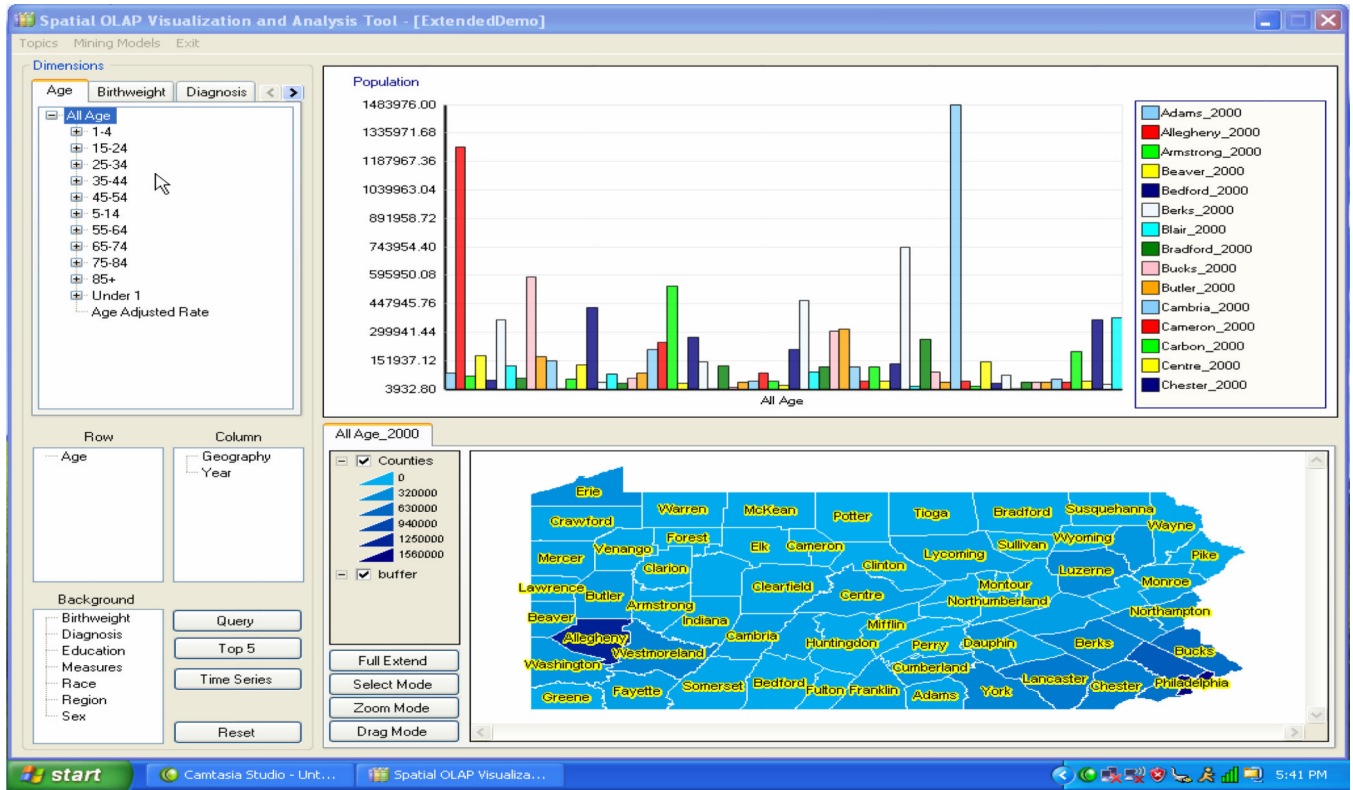 Spatial OLAP Visualization and Analysis Tool - [ExtendedDemo]
Topics Mining Models Exit
Dimensions
Age Birthweight Diagnosis
All Age
1-4
15-24
25-34
35-44
45-54
5-14
55-64
65-74
75-84
85+
Under 1
Age Adjusted Rate
Row
Age
Column
Geography
Year
Background
Birthweight
Diagnosis
Education
Measures
Race
Region
Sex
Query
Top 5
Time Series
Reset
Population
1483976.00
1335971.68
1187967.36
1039963.04
891958.72
743954.40
595950.08
447945.76
299941.44
151937.12
3932.80
All Age
Adams_2000
Allegheny_2000
Armstrong_2000
Beaver_2000
Bedford_2000
Berks_2000
Blair_2000
Bradford_2000
Bucks_2000
Butler_2000
Cambria_2000
Cameron_2000
Carbon_2000
Centre_2000
Chester_2000
All Age_2000
Counties
0
320000
630000
940000
1250000
1560000
buffer
Full Extend
Select Mode
Zoom Mode
Drag Mode
Erie
Crawford
Warren
McKean
Potter
Tioga
Bradford
Susquehanna
Wayne
Mercer
Venango
Forest
Elk
Cameron
Clinton
Lycoming
Sullivan
Wyoming
Pike
Lawrence
Butler
Clarion
Clearfield
Centre
Montour
Luzerne
Monroe
Northumberland
Northampton
Beaver
Armstrong
Indiana
Mifflin
Allegheny
Westmoreland
Cambria
Huntingdon
Perry
Dauphin
Berks
Bucks
Washington
Cumberland
Greene
Fayette
Somerset
Bedford
Fulton
Franklin
Adams
York
Lancaster
Chester
Philadelphia
start
Camtasia Studio - Unt...
Spatial OLAP Visualiza...
5:41 PM